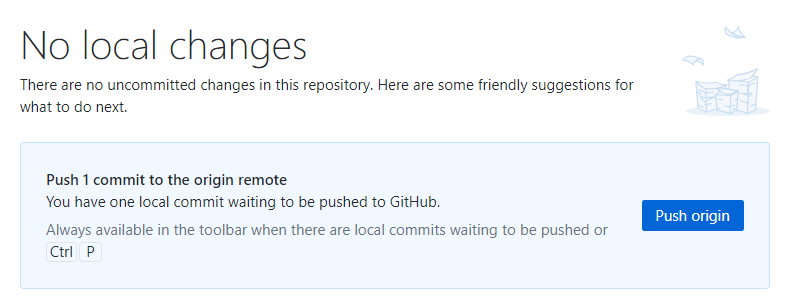 No local changes
There are no uncommitted changes in this repository. Here are some friendly suggestions for
what to do next.
Push 1 commit to the origin remote
You have one local commit waiting to be pushed to GitHub.
Always available in the toolbar when there are local commits waiting to be pushed or
Ctrl P
Push origin